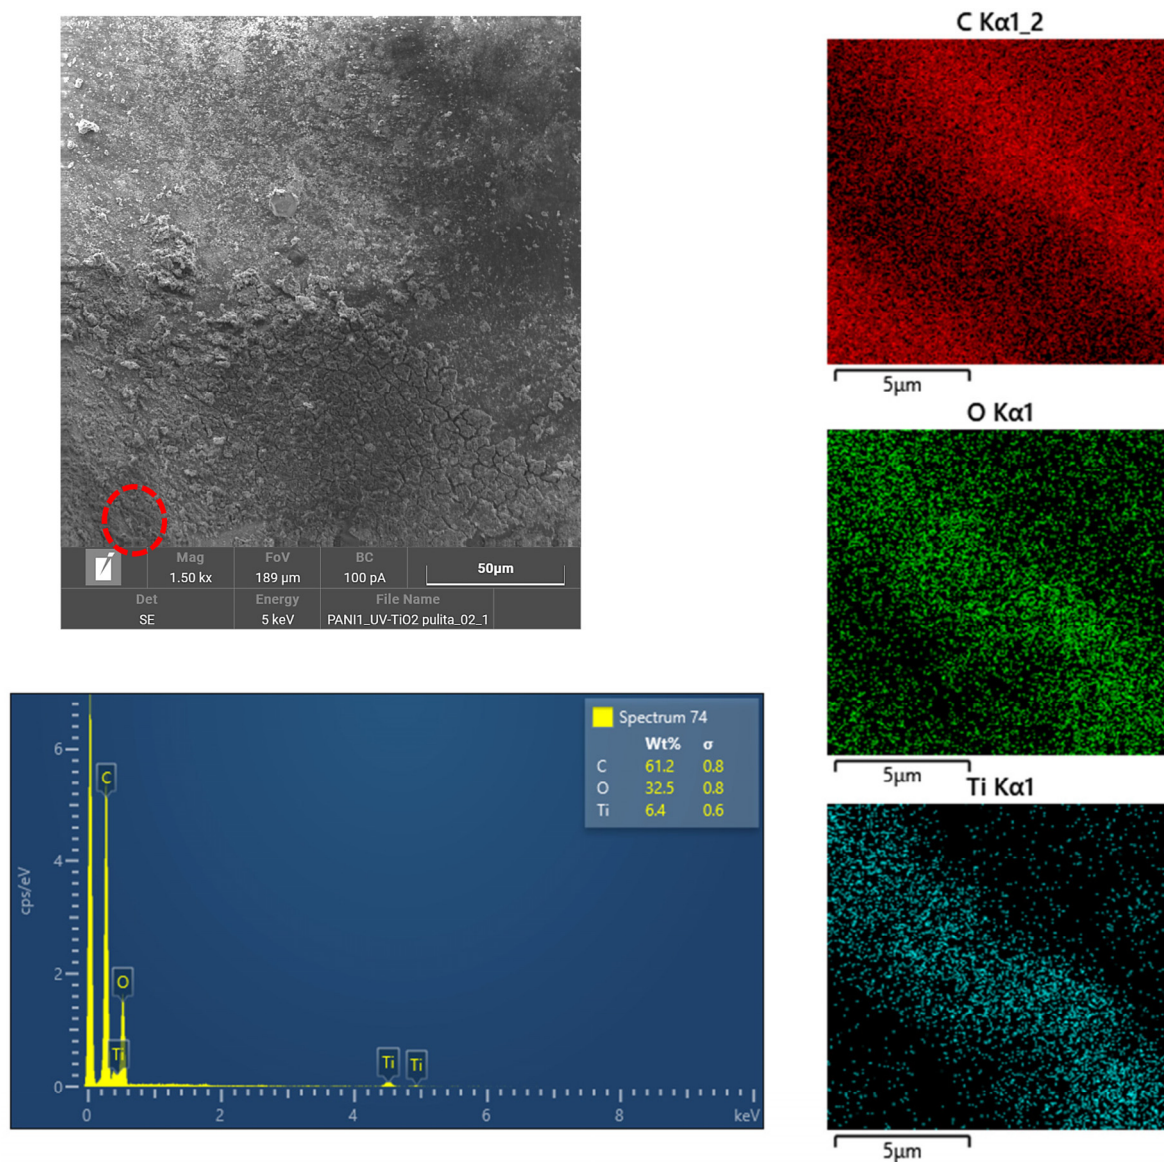 C Kα1_2
5μm
O Kα1
5μm
Ti Kα1
5μm
Mag FoV BC
1.50 kx 189 μm 100 pA 50μm
Det Energy File Name
SE 5 keV PANI1_UV-TiO2 pulita_02_1
Spectrum 74
Wt% σ
C 61.2 0.8
O 32.5 0.8
Ti 6.4 0.6
cps/eV
6
4
2
0
C
O
Ti
Ti
Ti
0 2 4 6 8 keV